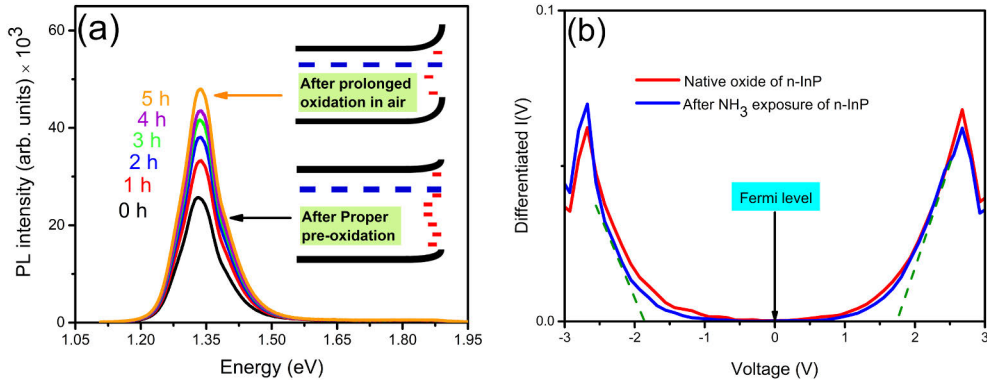 (a)
PL intensity (arb. units) × 10³
60
40
20
0
5 h
4 h
3 h
2 h
1 h
0 h
After prolonged
oxidation in air
After Proper
pre-oxidation
1.05 1.20 1.35 1.50 1.65 1.80 1.95
Energy (eV)
(b)
Differentiated I(V)
0.1
0.0
Native oxide of n-InP
After NH₃ exposure of n-InP
Fermi level
-3 -2 -1 0 1 2 3
Voltage (V)